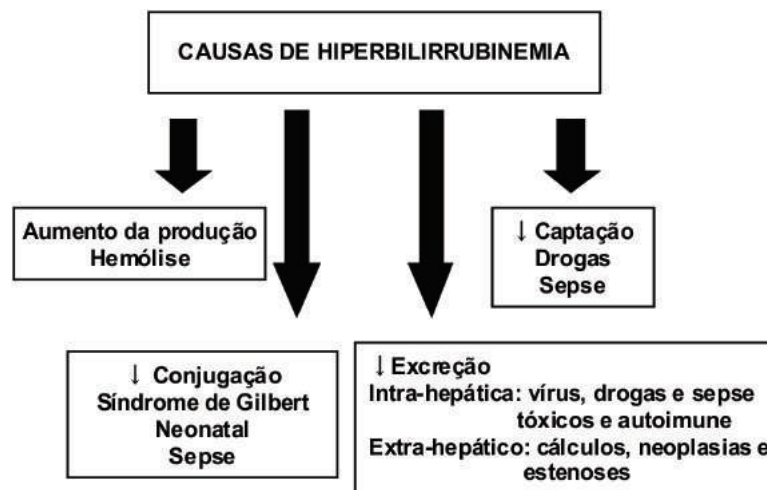 CAUSAS DE HIPERBILIRRUBINEMIA
Aumento da produção
Hemólise
↓ Captação
Drogas
Sepse
↓ Conjugação
Síndrome de Gilbert
Neonatal
Sepse
↓ Excreção
Intra-hepática: vírus, drogas e sepse
tóxicos e autoimune
Extra-hepático: cálculos, neoplasias e
estenoses